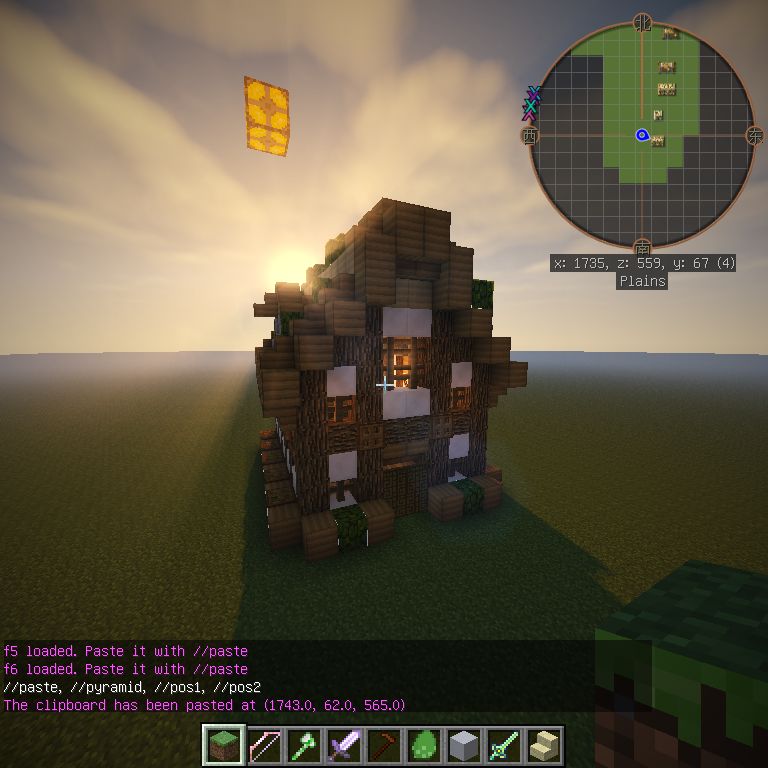 北
西
东
南
x: 1735, z: 559, y: 67 (4)
Plains
f5 loaded. Paste it with //paste
f6 loaded. Paste it with //paste
//paste, //pyramid, //pos1, //pos2
The clipboard has been pasted at (1743.0, 62.0, 565.0)